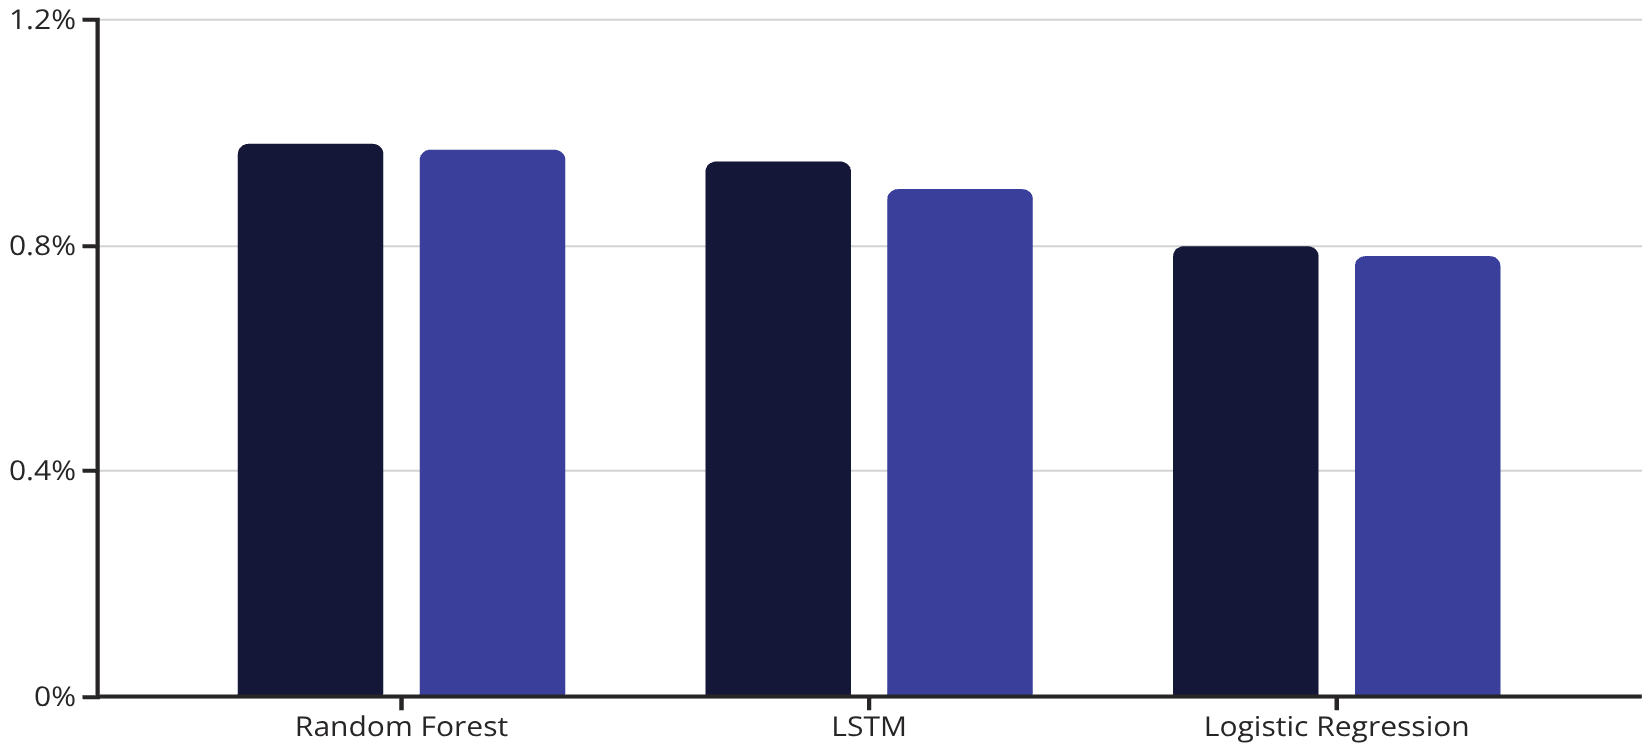 1.2%
0.8%
0.4%
0%
Random Forest
LSTM
Logistic Regression